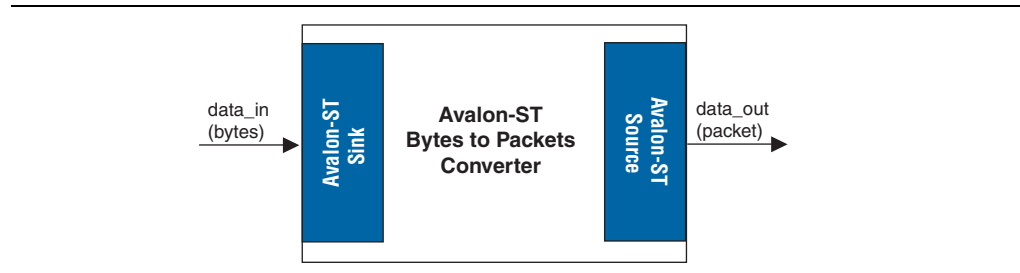 data_in
(bytes)
Avalon-ST
Sink
Avalon-ST
Bytes to Packets
Converter
Avalon-ST
Source
data_out
(packet)